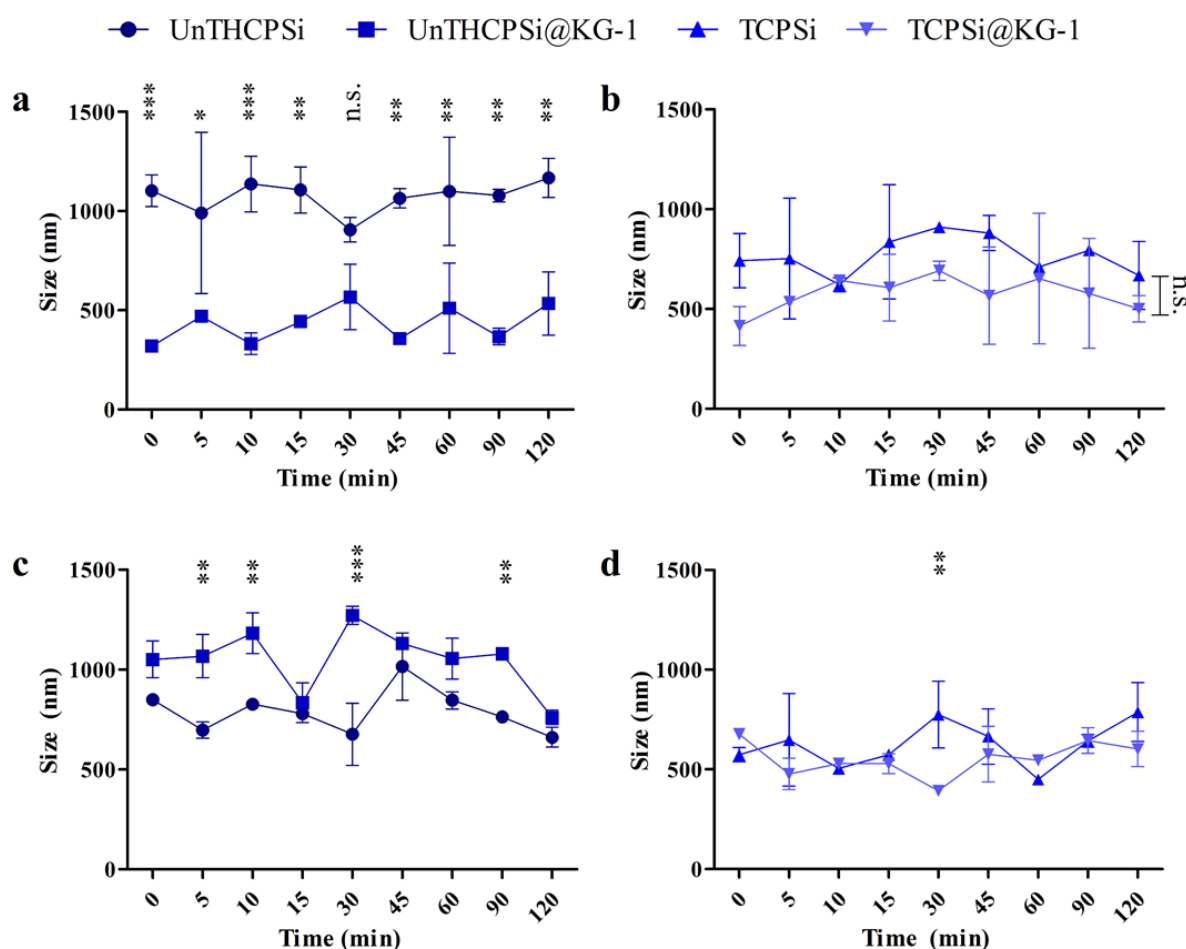 UnTHCPSi UnTHCPSi@KG-1 TCPSi TCPSi@KG-1
a
*** * *** ** n.s. ** ** ** **
1500
1000
500
0
Size (nm)
0 5 10 15 30 45 60 90 120
Time (min)
b
1500
1000
500
0
Size (nm)
n.s.
0 5 10 15 30 45 60 90 120
Time (min)
c
** ** *** **
1500
1000
500
0
Size (nm)
0 5 10 15 30 45 60 90 120
Time (min)
d
**
1500
1000
500
0
Size (nm)
0 5 10 15 30 45 60 90 120
Time (min)